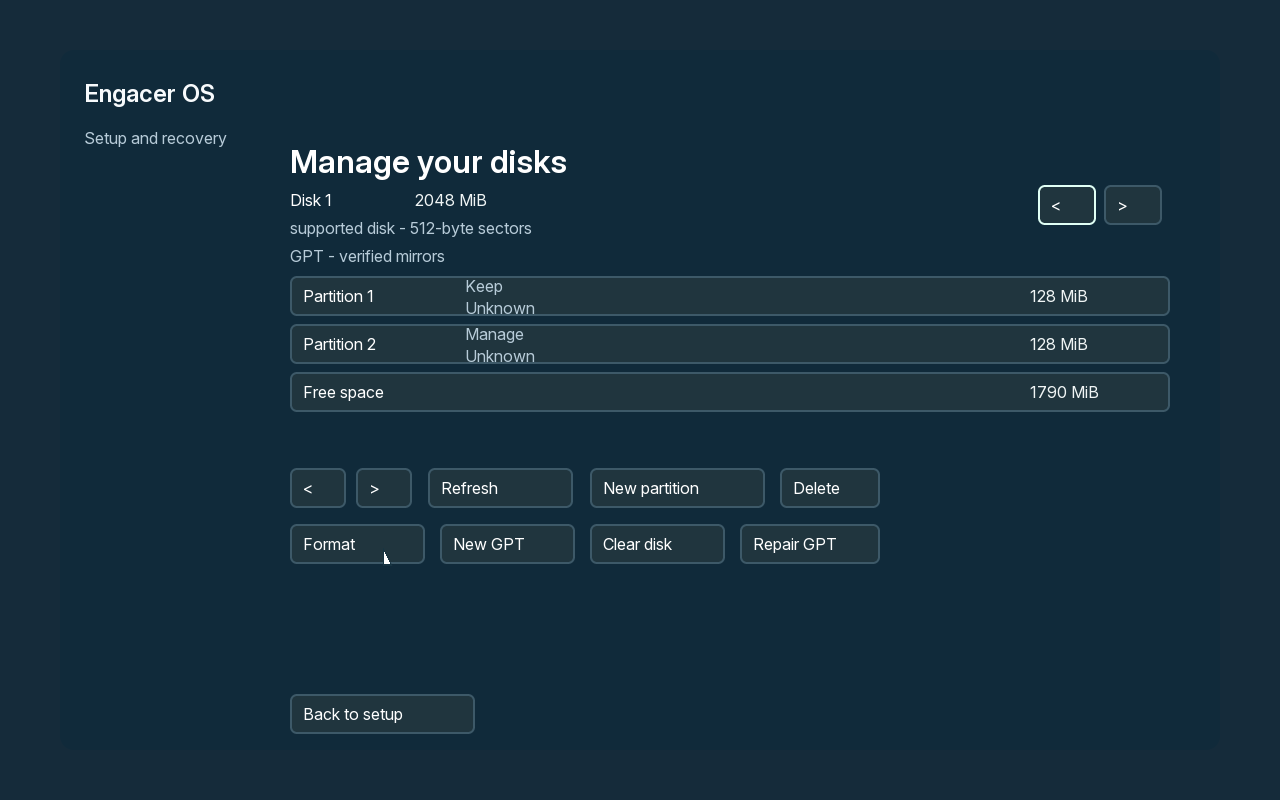 Engacer OS
Setup and recovery
Manage your disks
Disk 1 2048 MiB
< >
supported disk - 512-byte sectors
GPT - verified mirrors
Partition 1 Keep 128 MiB
Unknown
Partition 2 Manage 128 MiB
Unknown
Free space 1790 MiB
< > Refresh New partition Delete
Format New GPT Clear disk Repair GPT
Back to setup